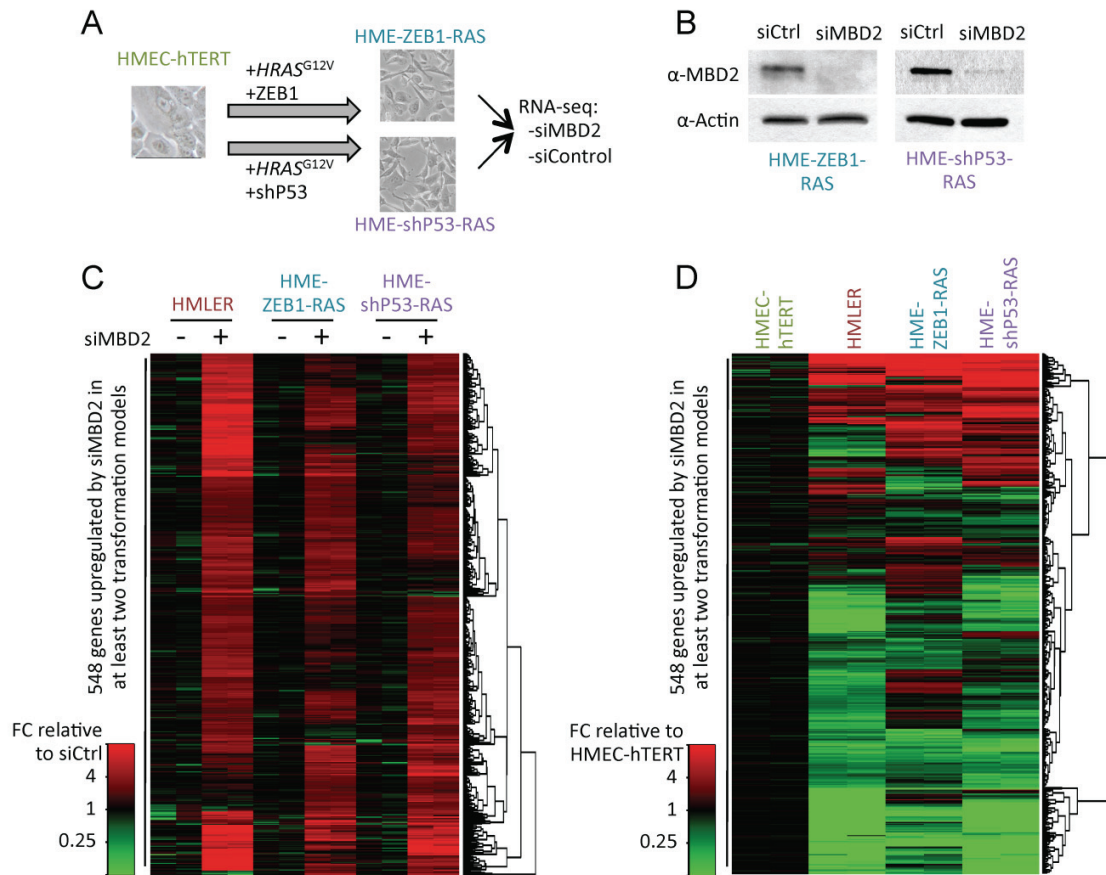 A
HMEC-hTERT
+HRASG12V
+ZEB1
+HRASG12V
+shP53
HME-ZEB1-RAS
HME-shP53-RAS
RNA-seq:
-siMBD2
-siControl
B
siCtrl siMBD2 siCtrl siMBD2
α-MBD2
α-Actin
HME-ZEB1-
RAS
HME-shP53-
RAS
C
HMLER
HME-
ZEB1-RAS
HME-
shP53-RAS
siMBD2 - + - + - +
548 genes upregulated by siMBD2 in
at least two transformation models
FC relative
to siCtrl
4
1
0.25
D
HMEC-
hTERT
HMLER
HME-
ZEB1-RAS
HME-
shP53-RAS
548 genes upregulated by siMBD2 in
at least two transformation models
FC relative to
HMEC-hTERT
4
1
0.25